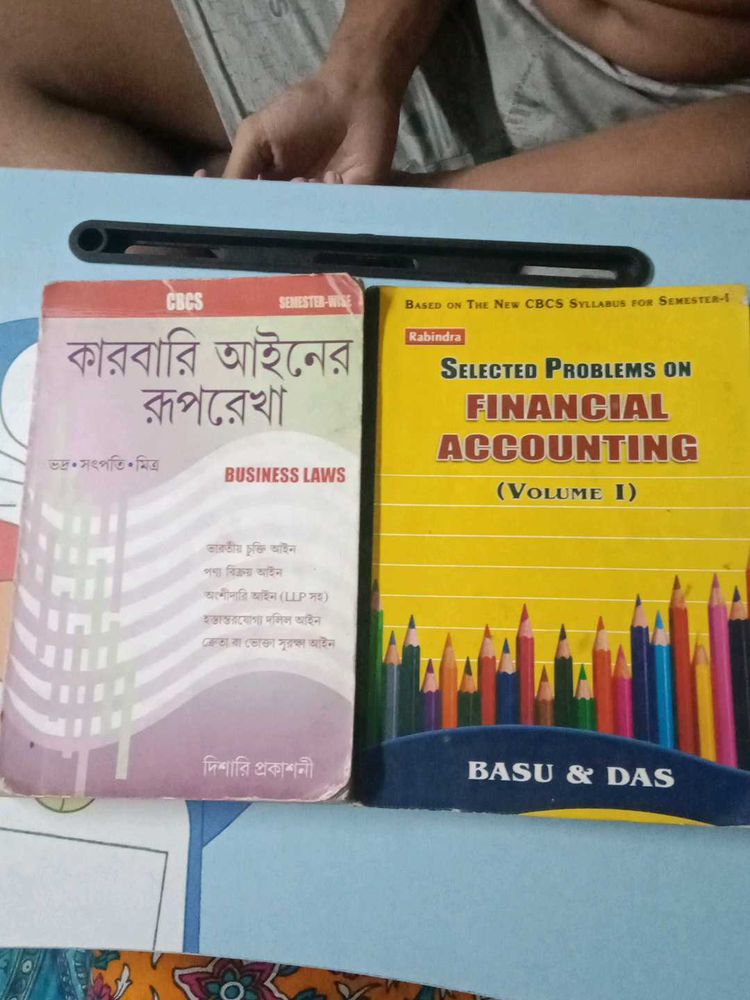 CBCS SEMESTER-WISE
কারবারি আইনের
রূপরেখা
ভদ্র • সৎপতি • মিত্র
BUSINESS LAWS
ভারতীয় চুক্তি আইন
পণ্য বিক্রয় আইন
অংশীদারি আইন (LLP সহ)
হস্তান্তরযোগ্য দলিল আইন
ক্রেতা বা ভোক্তা সুরক্ষা আইন
দিশারি প্রকাশনী
BASED ON THE NEW CBCS SYLLABUS FOR SEMESTER-I
Rabindra
SELECTED PROBLEMS ON
FINANCIAL
ACCOUNTING
(VOLUME I)
BASU & DAS